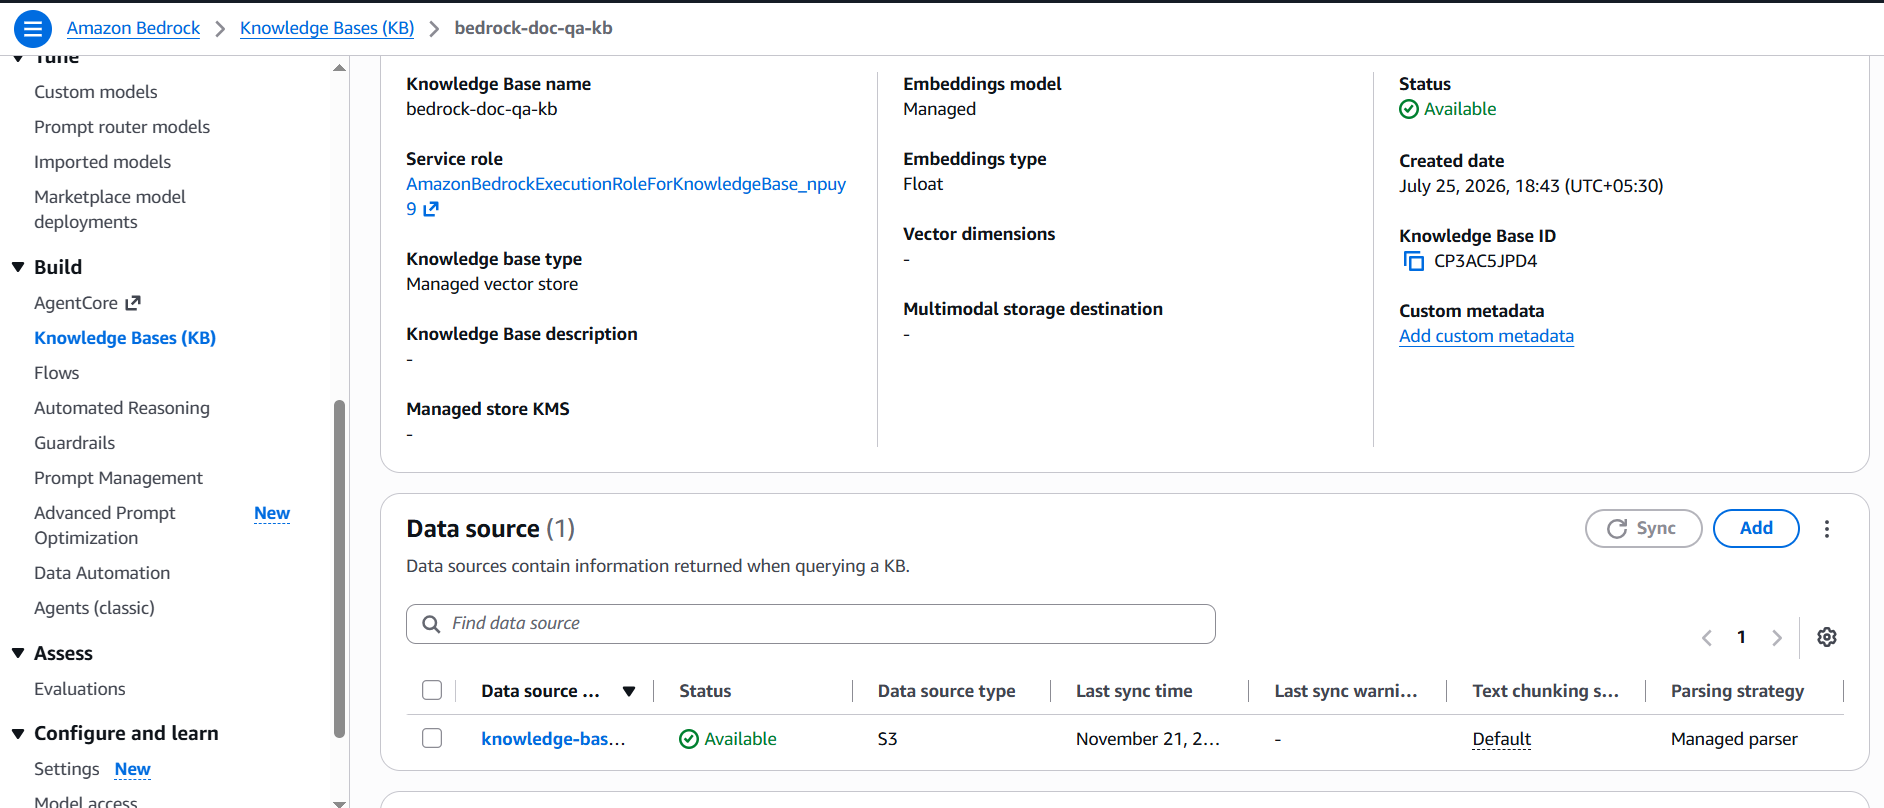 Amazon Bedrock > Knowledge Bases (KB) > bedrock-doc-qa-kb
Tune
Custom models
Prompt router models
Imported models
Marketplace model
deployments
Build
AgentCore
Knowledge Bases (KB)
Flows
Automated Reasoning
Guardrails
Prompt Management
Advanced Prompt
Optimization
New
Data Automation
Agents (classic)
Assess
Evaluations
Configure and learn
Settings New
Model access
Knowledge Base name
bedrock-doc-qa-kb
Service role
AmazonBedrockExecutionRoleForKnowledgeBase_npuy
9
Knowledge base type
Managed vector store
Knowledge Base description
-
Managed store KMS
-
Embeddings model
Managed
Embeddings type
Float
Vector dimensions
-
Multimodal storage destination
-
Status
Available
Created date
July 25, 2026, 18:43 (UTC+05:30)
Knowledge Base ID
CP3AC5JPD4
Custom metadata
Add custom metadata
Data source (1)
Sync
Add
Data sources contain information returned when querying a KB.
Find data source
1
Data source ... Status Data source type Last sync time Last sync warni... Text chunking s... Parsing strategy
knowledge-bas... Available S3 November 21, 2... - Default Managed parser